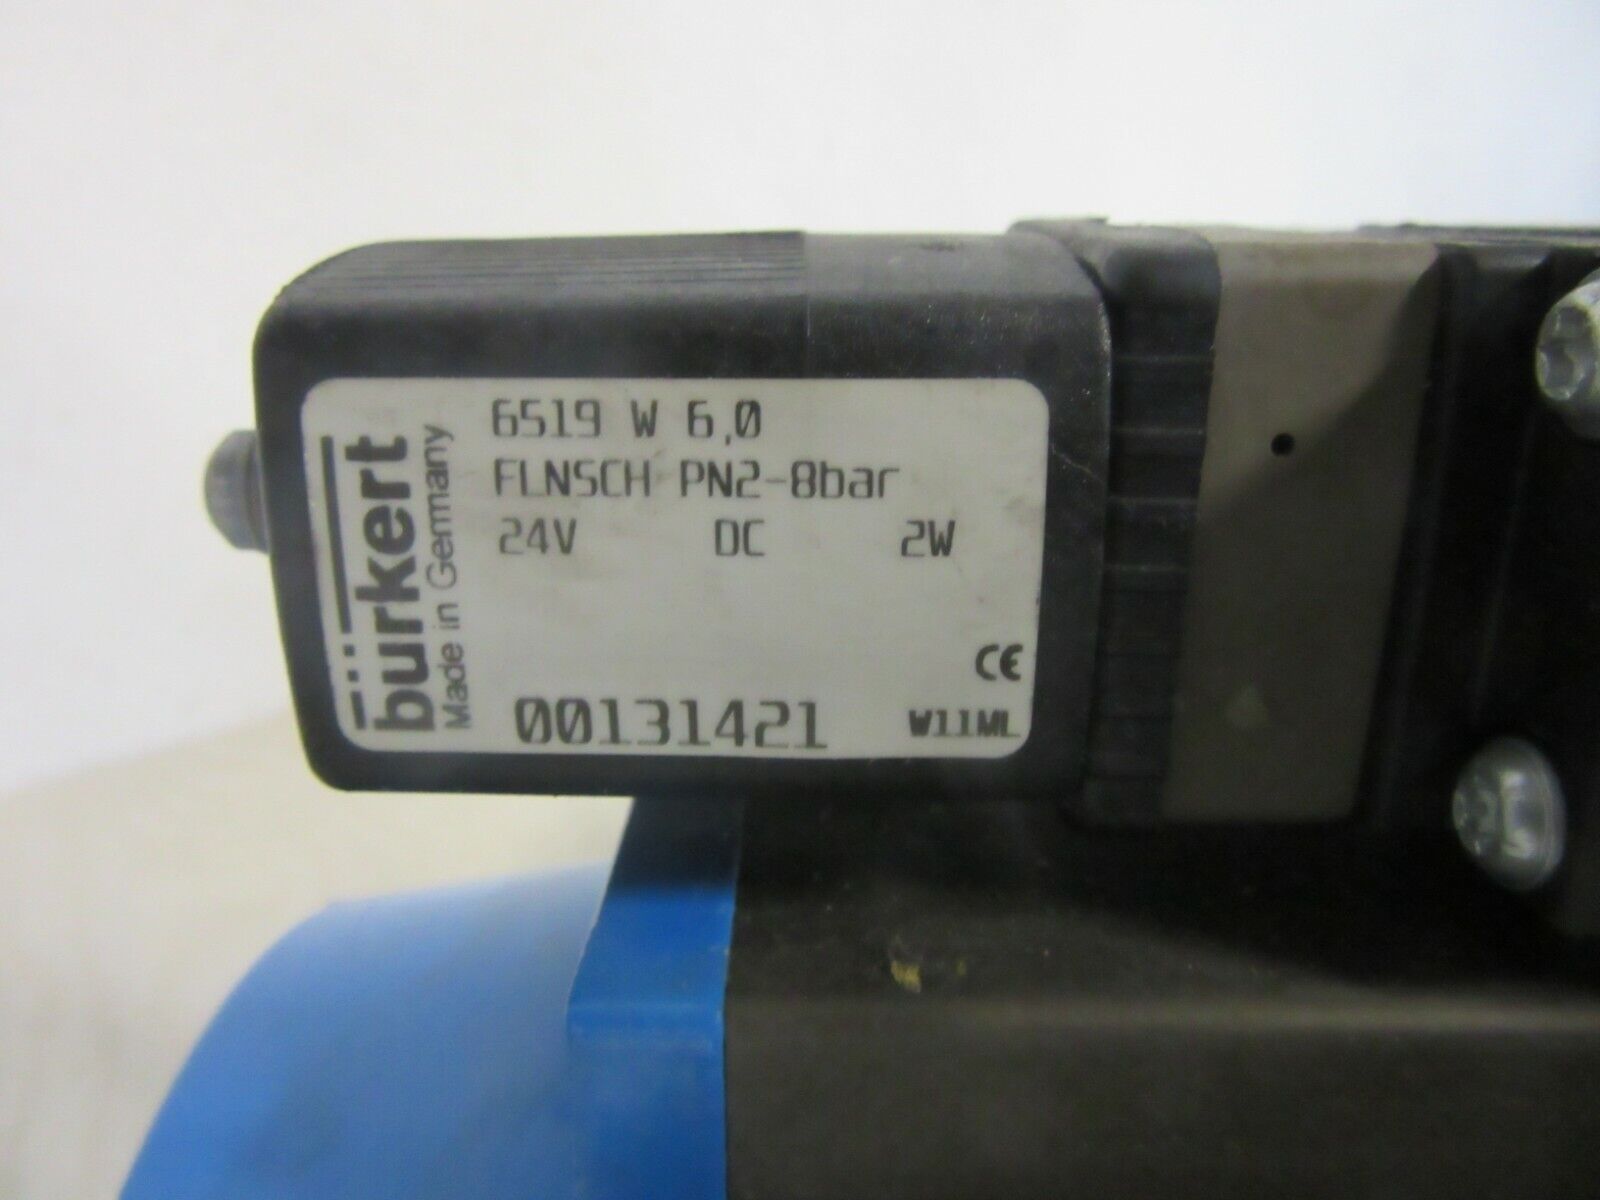 bürkert
Made in Germany
6519 W 6,0
FLNSCH PN2-8bar
24V DC 2W
CE
00131421 W11ML